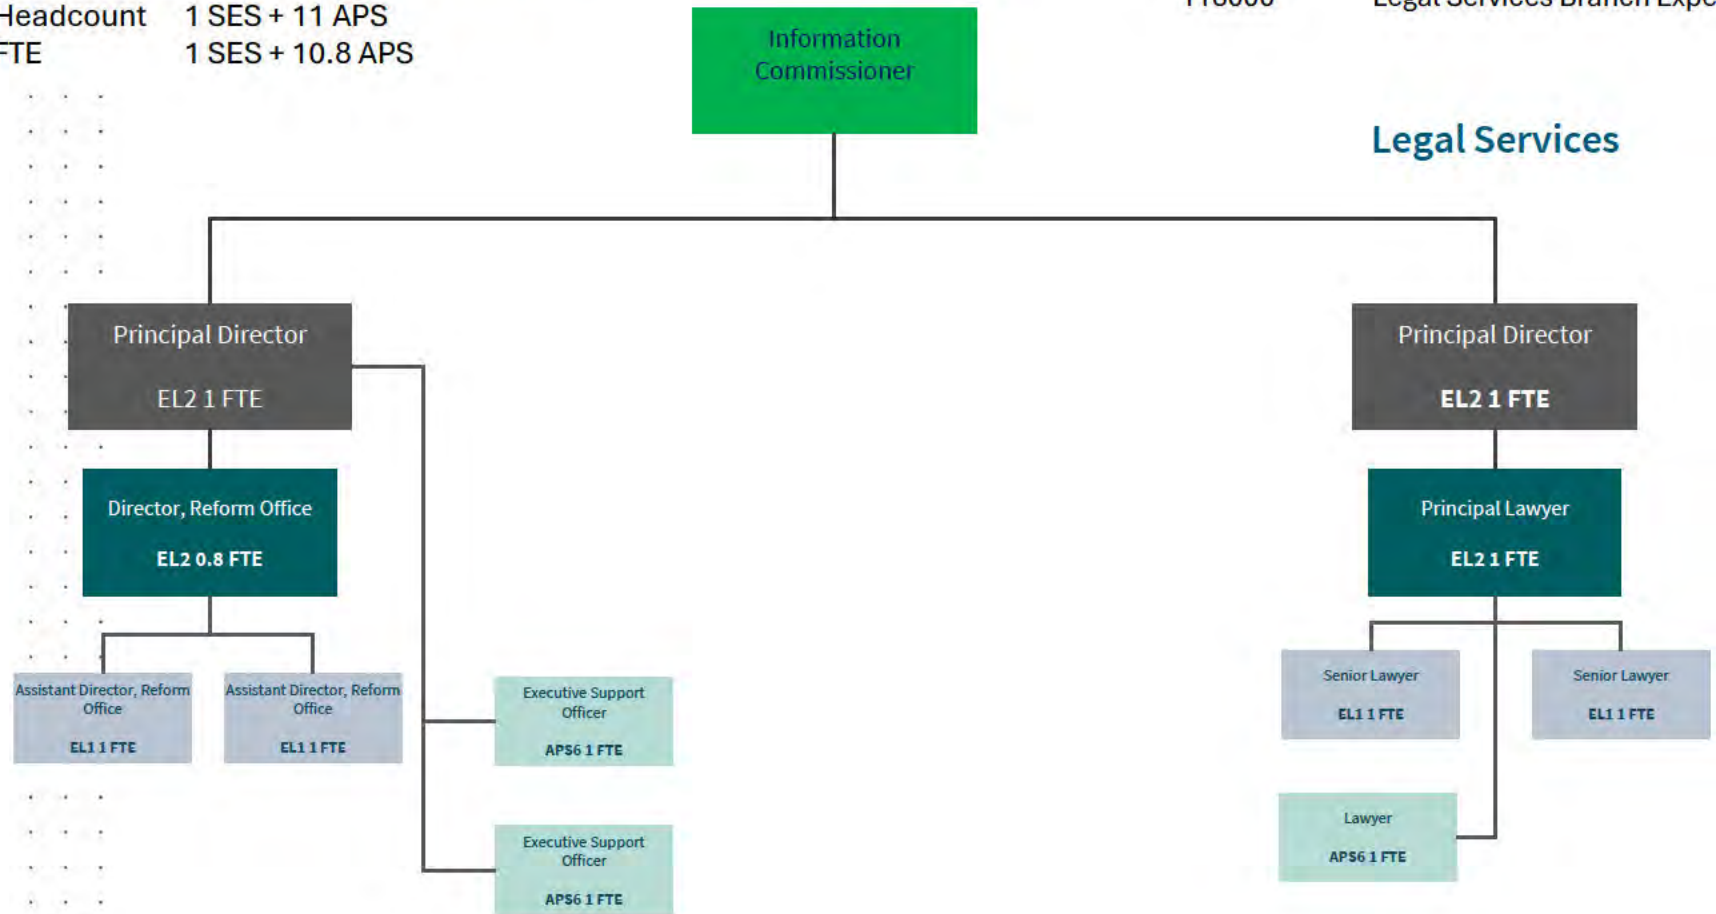 Headcount 1 SES + 11 APS
FTE 1 SES + 10.8 APS
Legal Services Branch
Information
Commissioner
Legal Services
Principal Director
EL2 1 FTE
Principal Director
EL2 1 FTE
Director, Reform Office
EL2 0.8 FTE
Principal Lawyer
EL2 1 FTE
Assistant Director, Reform
Office
EL1 1 FTE
Assistant Director, Reform
Office
EL1 1 FTE
Executive Support
Officer
APS6 1 FTE
Executive Support
Officer
APS6 1 FTE
Senior Lawyer
EL1 1 FTE
Senior Lawyer
EL1 1 FTE
Lawyer
APS6 1 FTE